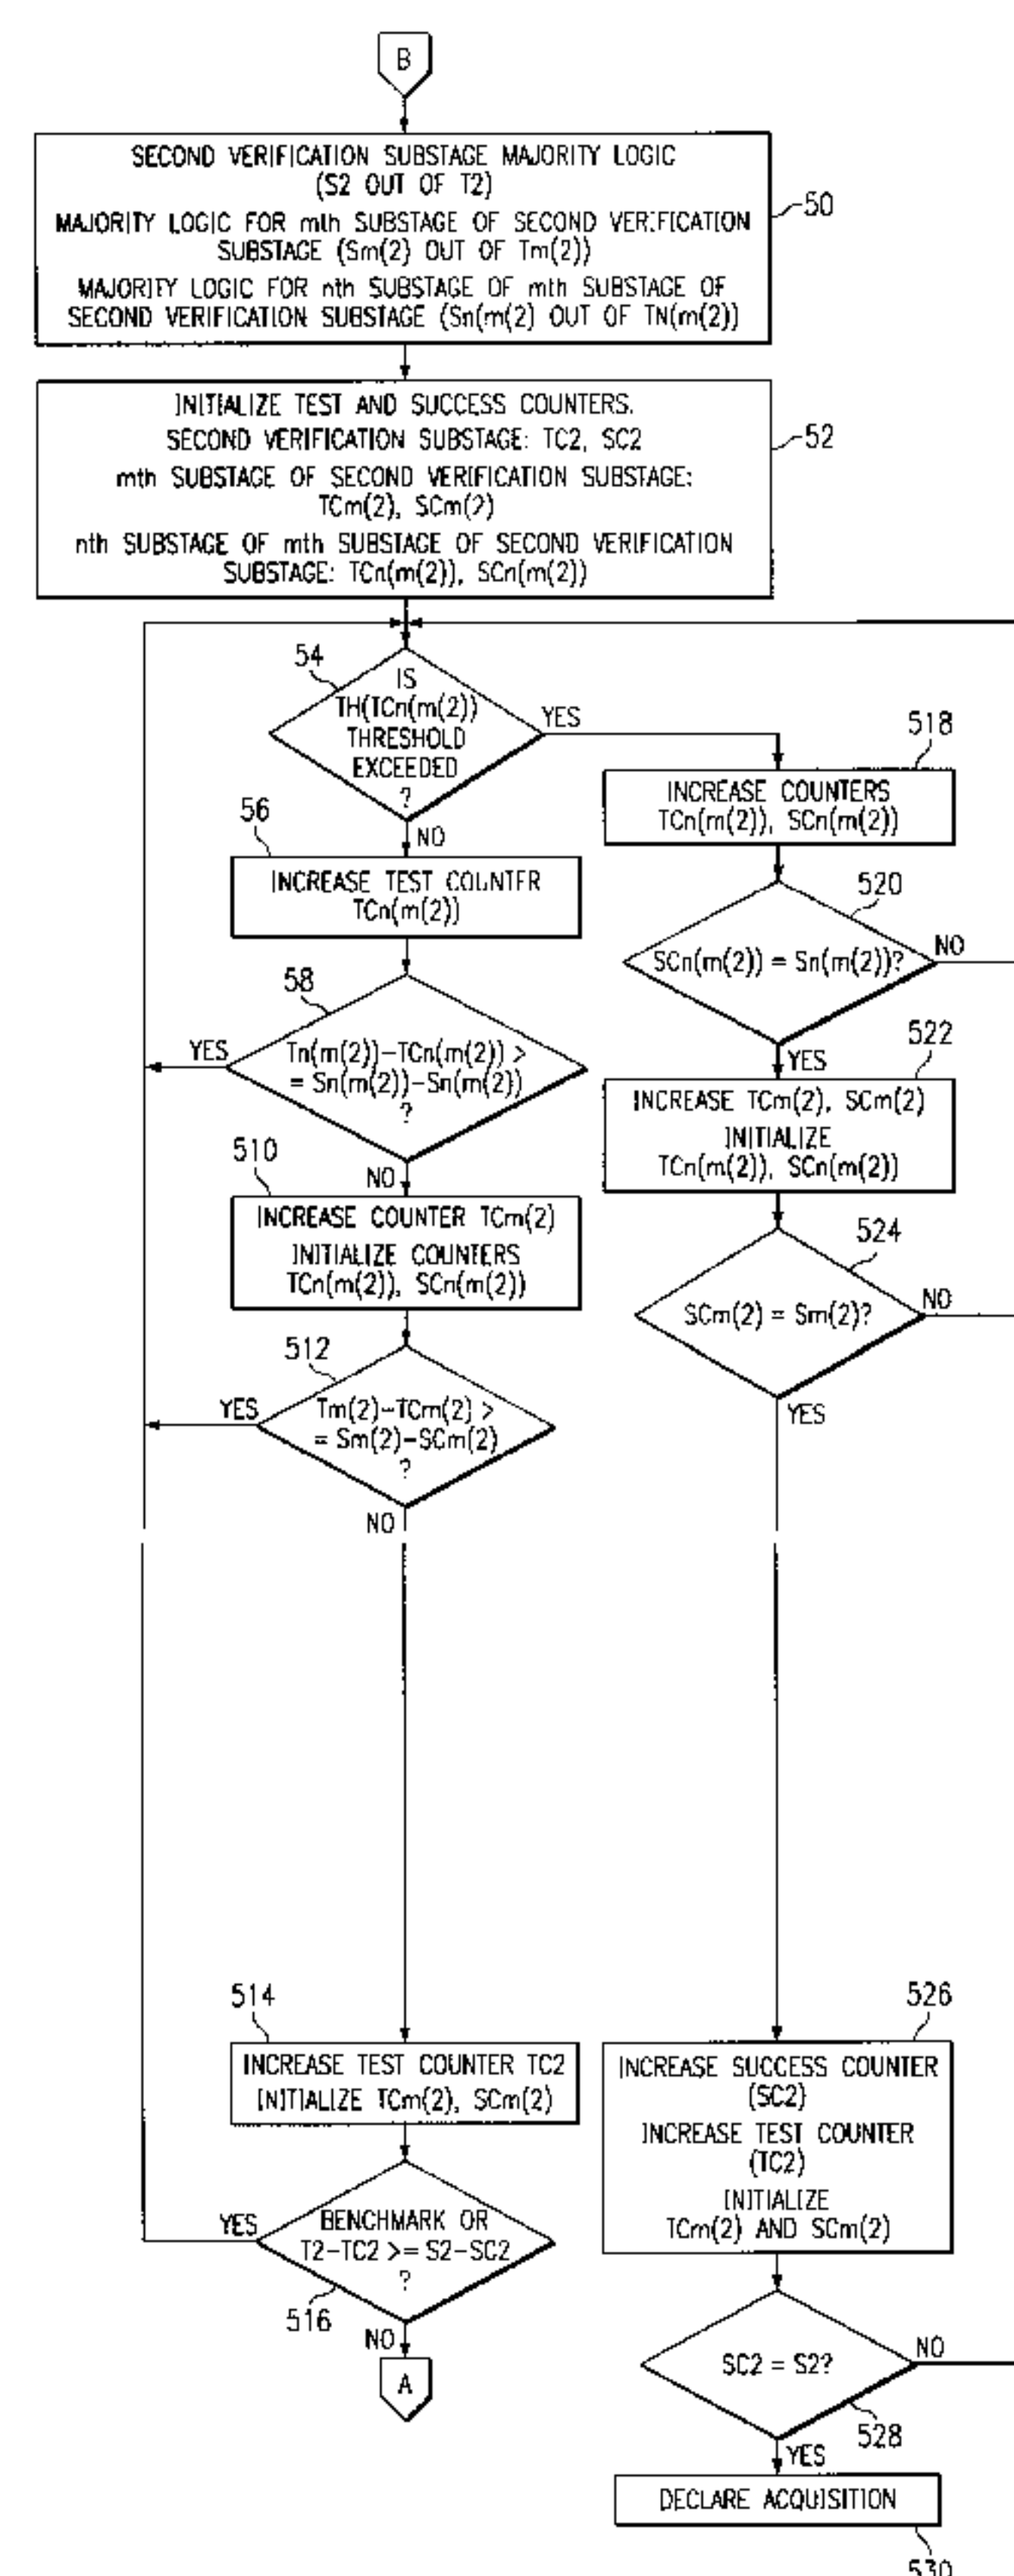 B
SECOND VERIFICATION SUBSTAGE MAJORITY LOGIC
(S2 OUT OF T2)
MAJORITY LOGIC FOR mth SUBSTAGE OF SECOND VERIFICATION
SUBSTAGE (Sm(2) OUT OF Tm(2))
MAJORITY LOGIC FOR nth SUBSTAGE OF mth SUBSTAGE OF
SECOND VERIFICATION SUBSTAGE (Sn(m(2) OUT OF TN(m(2))
50
INITIALIZE TEST AND SUCCESS COUNTERS.
SECOND VERIFICATION SUBSTAGE: TC2, SC2
mth SUBSTAGE OF SECOND VERIFICATION SUBSTAGE:
TCm(2), SCm(2)
nth SUBSTAGE OF mth SUBSTAGE OF SECOND VERIFICATION
SUBSTAGE: TCn(m(2)), SCn(m(2))
52
54
IS
TH(TCn(m(2))
THRESHOLD
EXCEEDED
?
YES
NO
56
INCREASE TEST COUNTER
TCn(m(2))
58
Tn(m(2))-TCn(m(2)) >
= Sn(m(2))-Sn(m(2))
?
YES
NO
510
INCREASE COUNTER TCm(2)
INITIALIZE COUNTERS
TCn(m(2)), SCn(m(2))
512
Tm(2)-TCm(2) >
= Sm(2)-SCm(2)
?
YES
NO
514
INCREASE TEST COUNTER TC2
INITIALIZE TCm(2), SCm(2)
BENCHMARK OR
T2-TC2 >= S2-SC2
?
YES
516
NO
A
518
INCREASE COUNTERS
TCn(m(2)), SCn(m(2))
520
SCn(m(2)) = Sn(m(2))?
NO
YES
522
INCREASE TCm(2), SCm(2)
INITIALIZE
TCn(m(2)), SCn(m(2))
524
SCm(2) = Sm(2)?
NO
YES
526
INCREASE SUCCESS COUNTER
(SC2)
INCREASE TEST COUNTER
(TC2)
INITIALIZE
TCm(2) AND SCm(2)
SC2 = S2?
NO
528
YES
DECLARE ACQUISITION
530